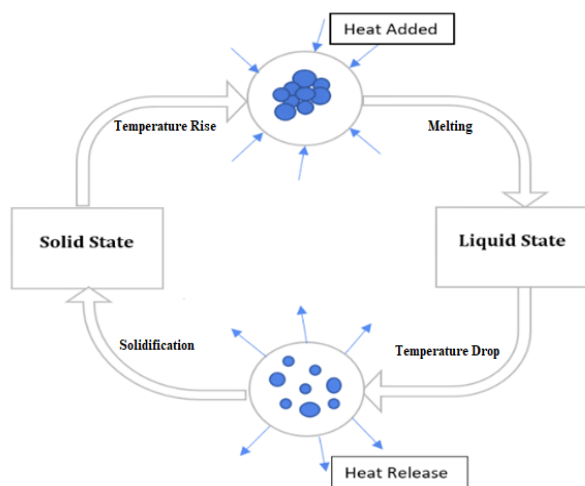 Heat Added
Temperature Rise
Melting
Solid State
Liquid State
Solidification
Temperature Drop
Heat Release